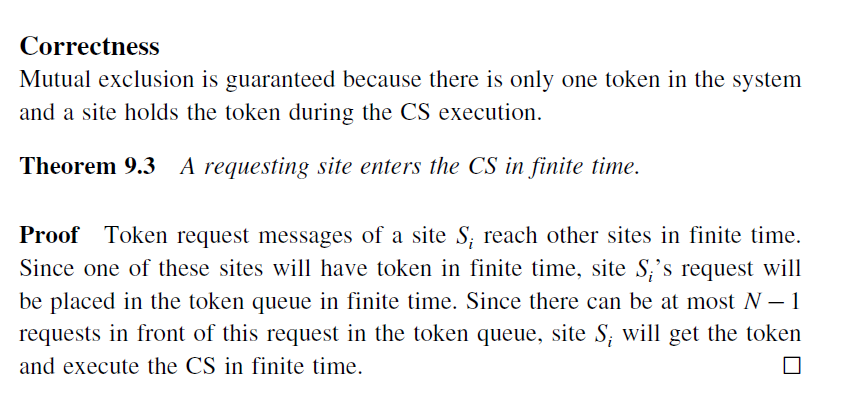 Correctness
Mutual exclusion is guaranteed because there is only one token in the system
and a site holds the token during the CS execution.
Theorem 9.3 A requesting site enters the CS in finite time.
Proof Token request messages of a site Sᵢ reach other sites in finite time.
Since one of these sites will have token in finite time, site Sᵢ’s request will
be placed in the token queue in finite time. Since there can be at most N − 1
requests in front of this request in the token queue, site Sᵢ will get the token
and execute the CS in finite time. □